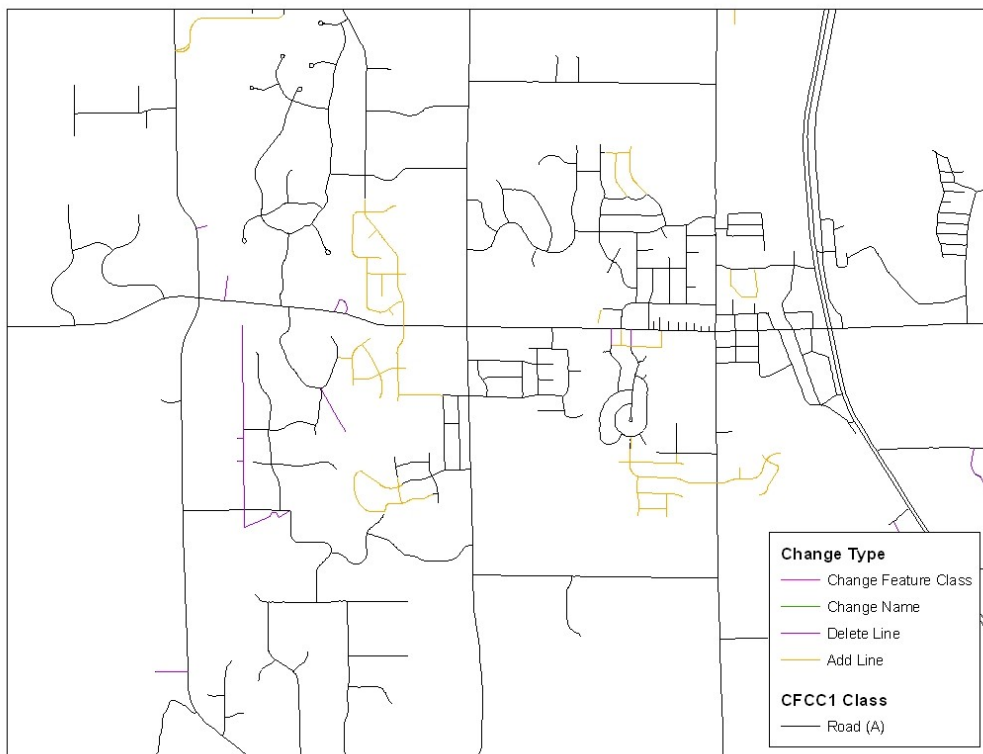 Change Type
Change Feature Class
Change Name
Delete Line
Add Line
CFCC1 Class
Road (A)